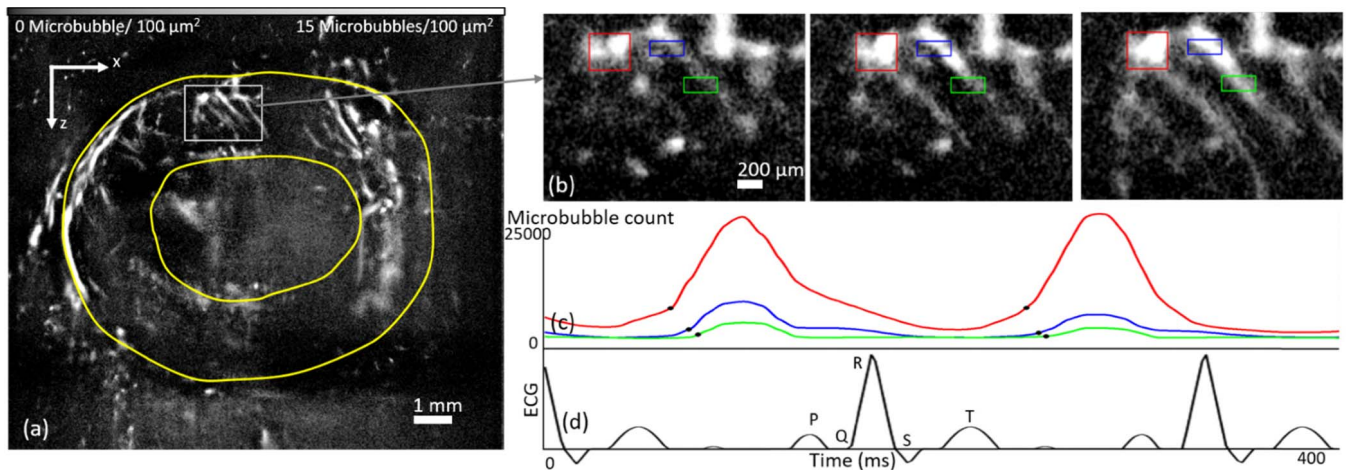 0 Microbubble/ 100 µm²
15 Microbubbles/100 µm²
x
z
1 mm
(a)
(b)
200 µm
Microbubble count
25000
(c)
0
ECG
(d)
P
Q
R
S
T
0
Time (ms)
400